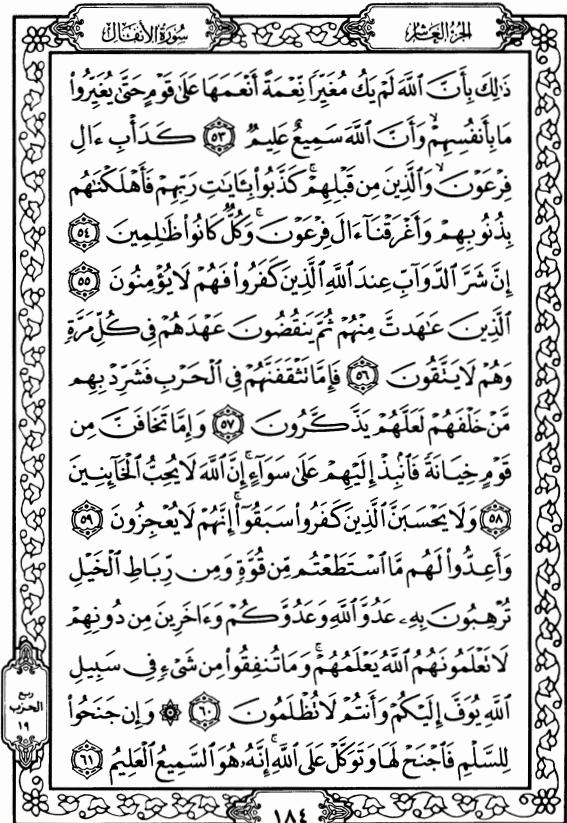 الجزء العاشر
سورة الأنفال
ذَٰلِكَ بِأَنَّ ٱللَّهَ لَمْ يَكُ مُغَيِّرًا نِّعْمَةً أَنْعَمَهَا عَلَىٰ قَوْمٍ حَتَّىٰ يُغَيِّرُوا۟
مَا بِأَنفُسِهِمْ ۙ وَأَنَّ ٱللَّهَ سَمِيعٌ عَلِيمٌ ٥٣ كَدَأْبِ ءَالِ
فِرْعَوْنَ ۙ وَٱلَّذِينَ مِن قَبْلِهِمْ ۚ كَذَّبُوا۟ بِـَٔايَـٰتِ رَبِّهِمْ فَأَهْلَكْنَـٰهُم
بِذُنُوبِهِمْ وَأَغْرَقْنَآ ءَالَ فِرْعَوْنَ ۚ وَكُلٌّ كَانُوا۟ ظَـٰلِمِينَ ٥٤
إِنَّ شَرَّ ٱلدَّوَآبِّ عِندَ ٱللَّهِ ٱلَّذِينَ كَفَرُوا۟ فَهُمْ لَا يُؤْمِنُونَ ٥٥
ٱلَّذِينَ عَـٰهَدتَّ مِنْهُمْ ثُمَّ يَنقُضُونَ عَهْدَهُمْ فِى كُلِّ مَرَّةٍ
وَهُمْ لَا يَتَّقُونَ ٥٦ فَإِمَّا تَثْقَفَنَّهُمْ فِى ٱلْحَرْبِ فَشَرِّدْ بِهِم
مَّنْ خَلْفَهُمْ لَعَلَّهُمْ يَذَّكَّرُونَ ٥٧ وَإِمَّا تَخَافَنَّ مِن
قَوْمٍ خِيَانَةً فَٱنۢبِذْ إِلَيْهِمْ عَلَىٰ سَوَآءٍ ۚ إِنَّ ٱللَّهَ لَا يُحِبُّ ٱلْخَآئِنِينَ
٥٨ وَلَا يَحْسَبَنَّ ٱلَّذِينَ كَفَرُوا۟ سَبَقُوٓا۟ ۚ إِنَّهُمْ لَا يُعْجِزُونَ ٥٩
وَأَعِدُّوا۟ لَهُم مَّا ٱسْتَطَعْتُم مِّن قُوَّةٍ وَمِن رِّبَاطِ ٱلْخَيْلِ
تُرْهِبُونَ بِهِۦ عَدُوَّ ٱللَّهِ وَعَدُوَّكُمْ وَءَاخَرِينَ مِن دُونِهِمْ
لَا تَعْلَمُونَهُمُ ٱللَّهُ يَعْلَمُهُمْ ۚ وَمَا تُنفِقُوا۟ مِن شَىْءٍ فِى سَبِيلِ
ٱللَّهِ يُوَفَّ إِلَيْكُمْ وَأَنتُمْ لَا تُظْلَمُونَ ٦٠ ۞ وَإِن جَنَحُوا۟
لِلسَّلْمِ فَٱجْنَحْ لَهَا وَتَوَكَّلْ عَلَى ٱللَّهِ ۚ إِنَّهُۥ هُوَ ٱلسَّمِيعُ ٱلْعَلِيمُ ٦١
ربع
الحزب
١٩
١٨٤